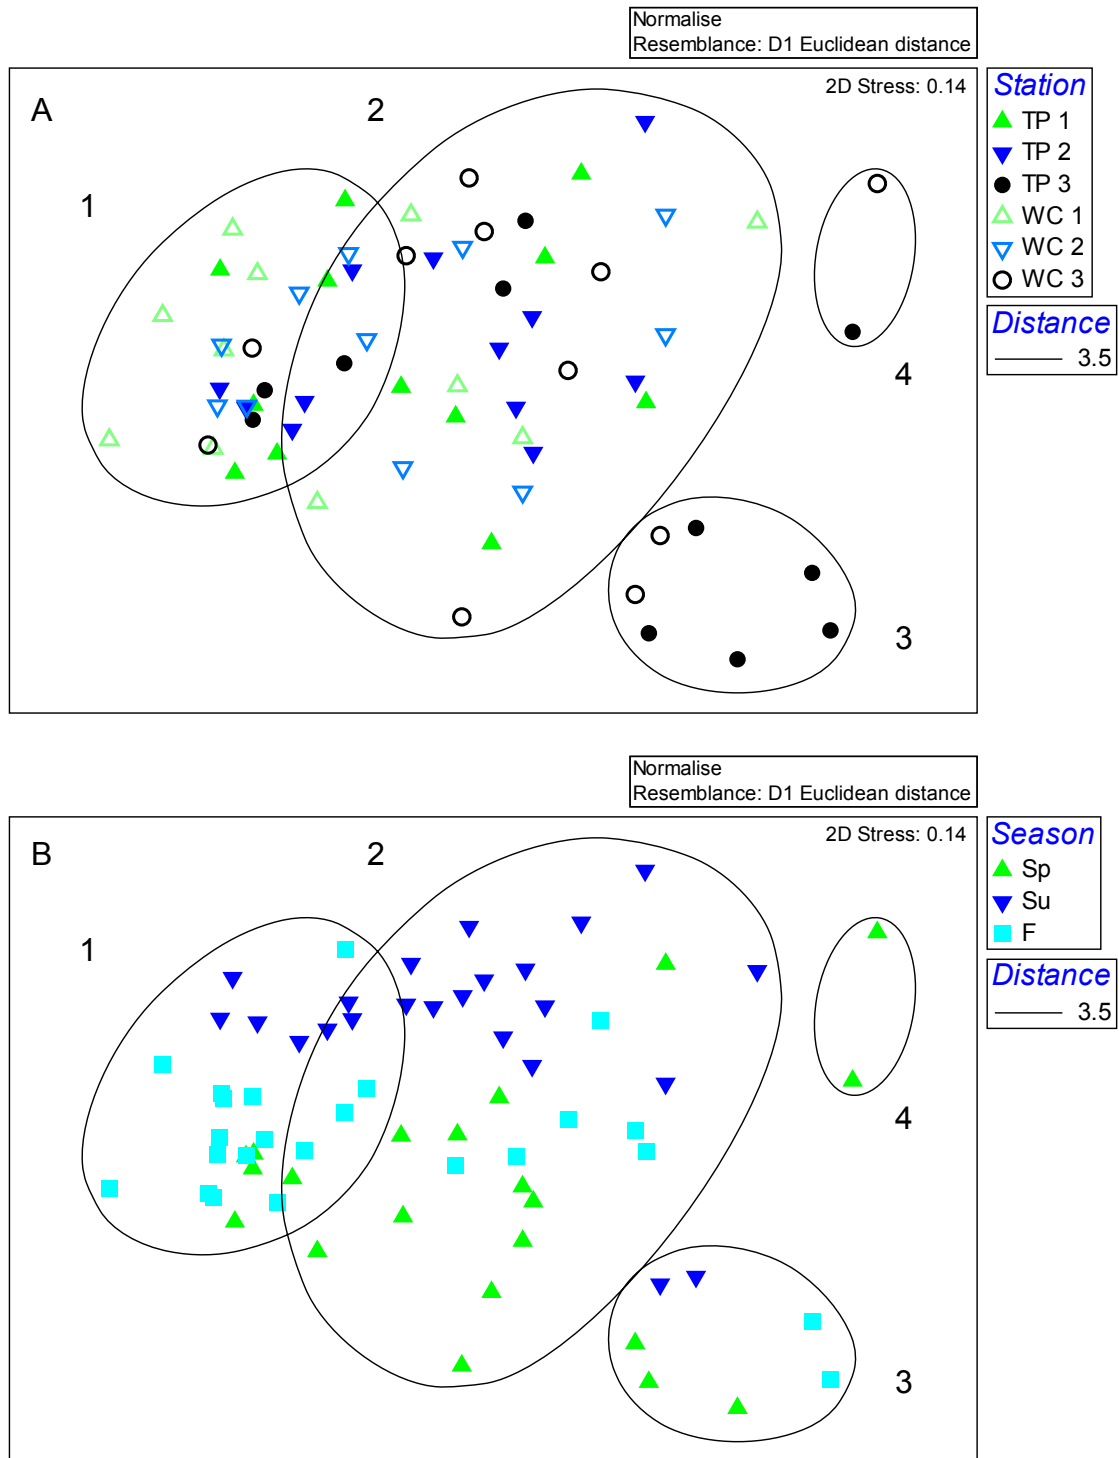 Normalise
Resemblance: D1 Euclidean distance
2D Stress: 0.14
A
2
1
4
3
Station
TP 1
TP 2
TP 3
WC 1
WC 2
WC 3
Distance
3.5
Normalise
Resemblance: D1 Euclidean distance
2D Stress: 0.14
B
2
1
4
3
Season
Sp
Su
F
Distance
3.5